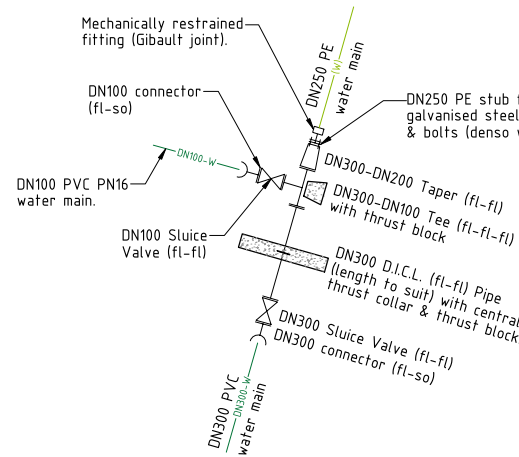 Mechanically restrained
fitting (Gibault joint).
DN250 PE
(W)
water main
DN100 connector
(fl-so)
DN250 PE stub
galvanised steel
& bolts (denso
DN100-W
DN100 PVC PN16
water main.
DN300-DN200 Taper (fl-fl)
DN300-DN100 Tee (fl-fl-fl)
with thrust block
DN100 Sluice
Valve (fl-fl)
DN300 D.I.C.L. (fl-fl) Pipe
(length to suit) with central
thrust collar & thrust block
DN300 Sluice Valve (fl-fl)
DN300 connector (fl-so)
DN300 PVC
DN300-W
water main